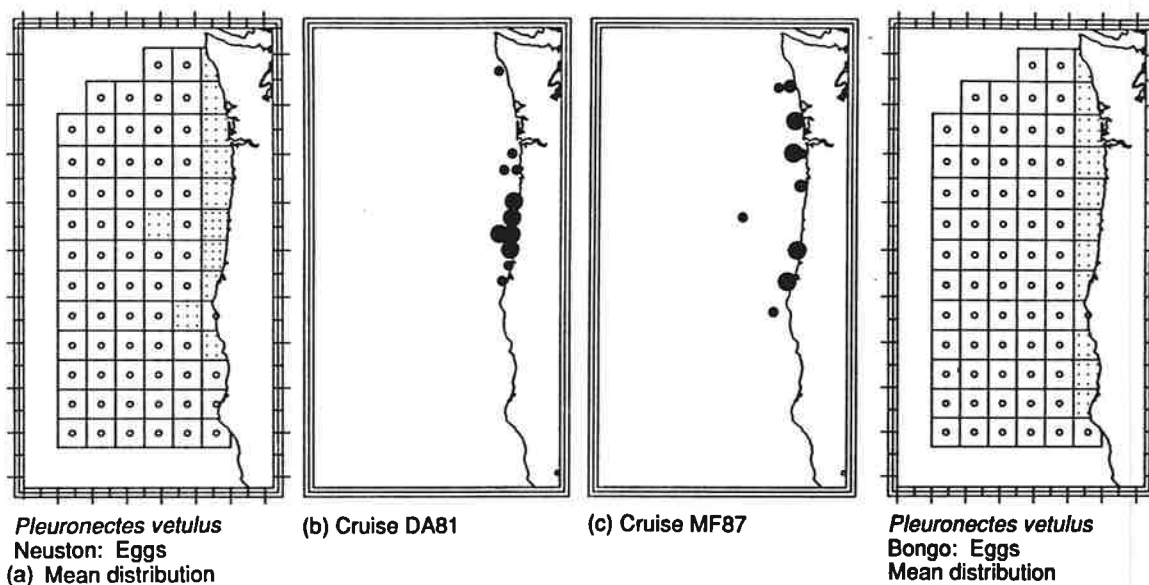 Pleuronectes vetulus
Neuston: Eggs
(a) Mean distribution
(b) Cruise DA81
(c) Cruise MF87
Pleuronectes vetulus
Bongo: Eggs
Mean distribution